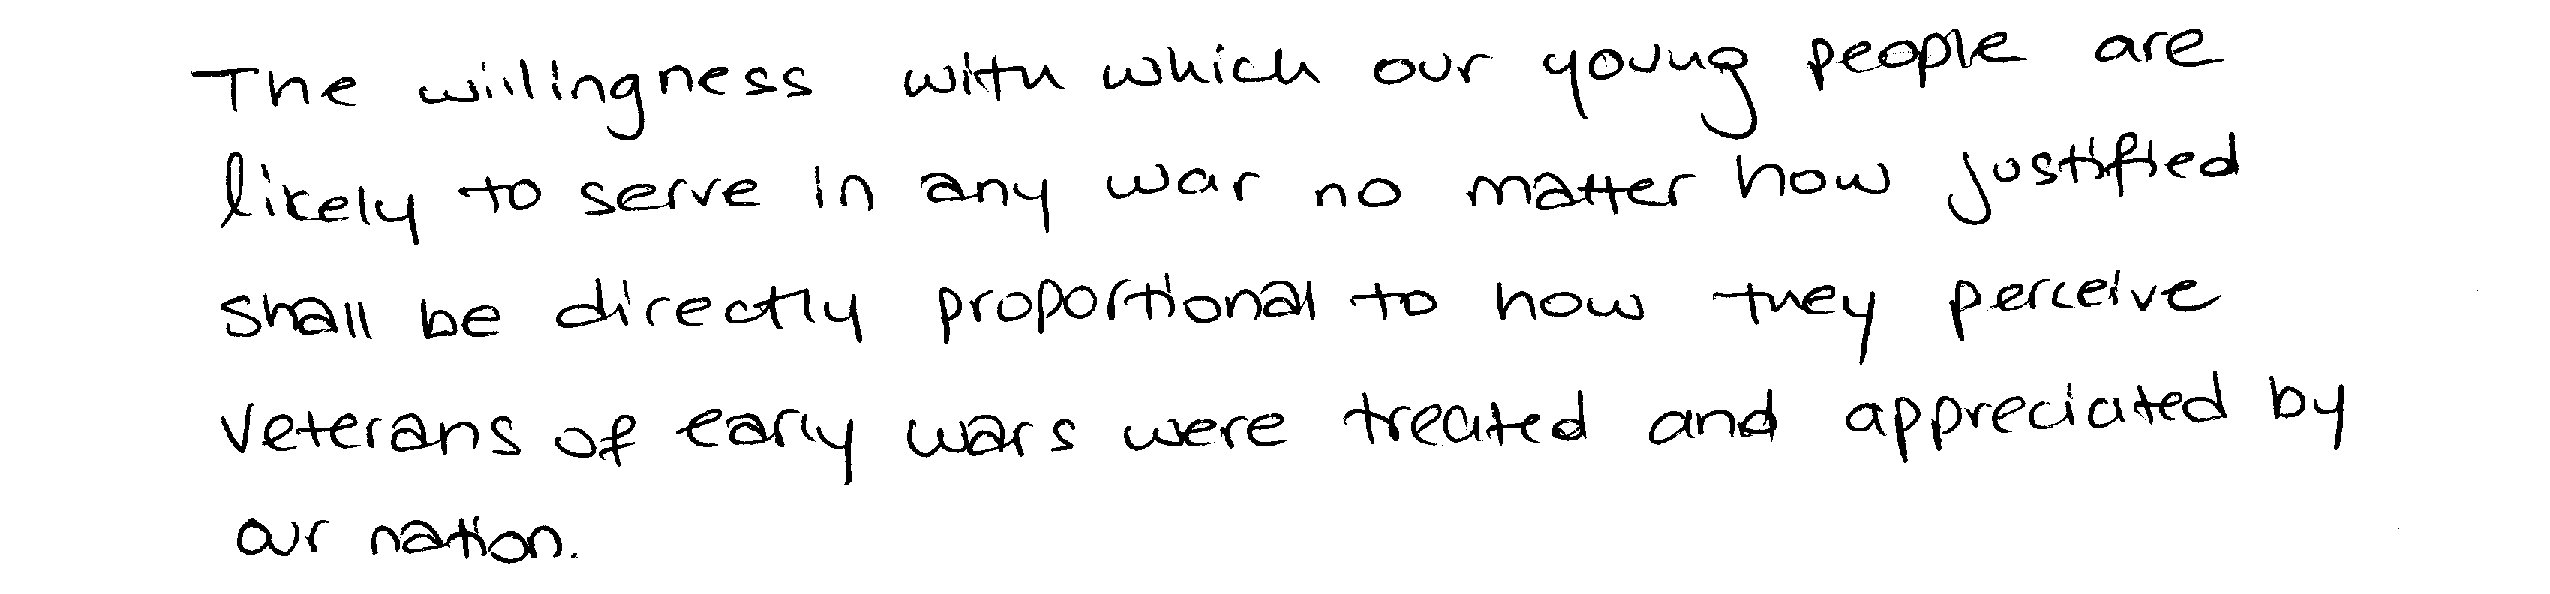 The willingness with which our young people are
likely to serve in any war no matter how justified
shall be directly proportional to how they perceive
veterans of early wars were treated and appreciated by
our nation.